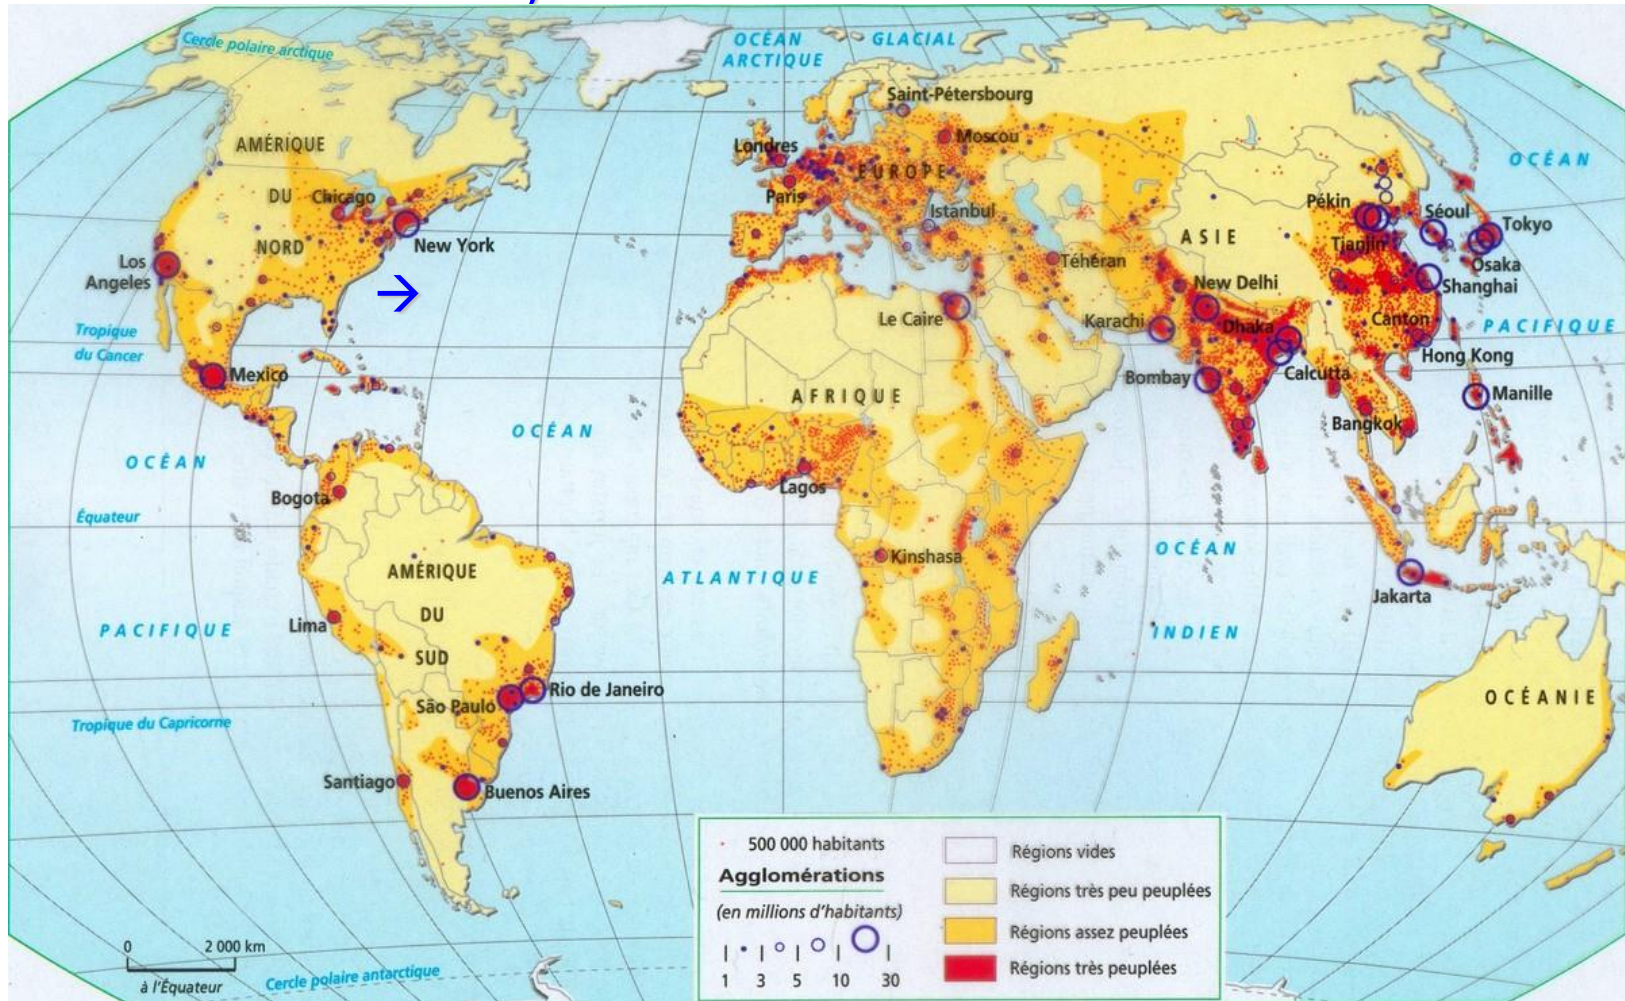 Cercle polaire arctique
OCÉAN
ARCTIQUE
GLACIAL
Saint-Pétersbourg
Moscou
Londres
EUROPE
Paris
Istanbul
AMÉRIQUE
DU
NORD
Chicago
New York
Los
Angeles
→
Tropique
du Cancer
Mexico
OCÉAN
PACIFIQUE
OCÉAN
ATLANTIQUE
Bogota
Équateur
AMÉRIQUE
DU
SUD
Lima
São Paulo
Rio de Janeiro
Tropique du Capricorne
Santiago
Buenos Aires
Le Caire
AFRIQUE
Lagos
Kinshasa
Téhéran
Karachi
New Delhi
Dhaka
Bombay
Calcutta
ASIE
Pékin
Tianjin
Séoul
Tokyo
Osaka
Shanghai
Canton
Hong Kong
Manille
Bangkok
Jakarta
OCÉAN
PACIFIQUE
OCÉAN
INDIEN
OCÉANIE
500 000 habitants
Agglomérations
(en millions d'habitants)
1 3 5 10 30
Régions vides
Régions très peu peuplées
Régions assez peuplées
Régions très peuplées
0 2 000 km
à l'Équateur
Cercle polaire antarctique